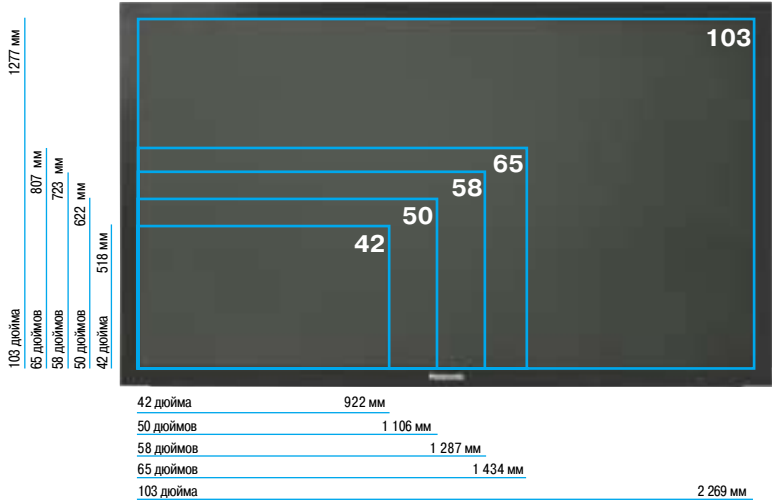 103
65
58
50
42
103 дюйма 1277 мм
65 дюймов 807 мм
58 дюймов 723 мм
50 дюймов 622 мм
42 дюйма 518 мм
42 дюйма 922 мм
50 дюймов 1 106 мм
58 дюймов 1 287 мм
65 дюймов 1 434 мм
103 дюйма 2 269 мм